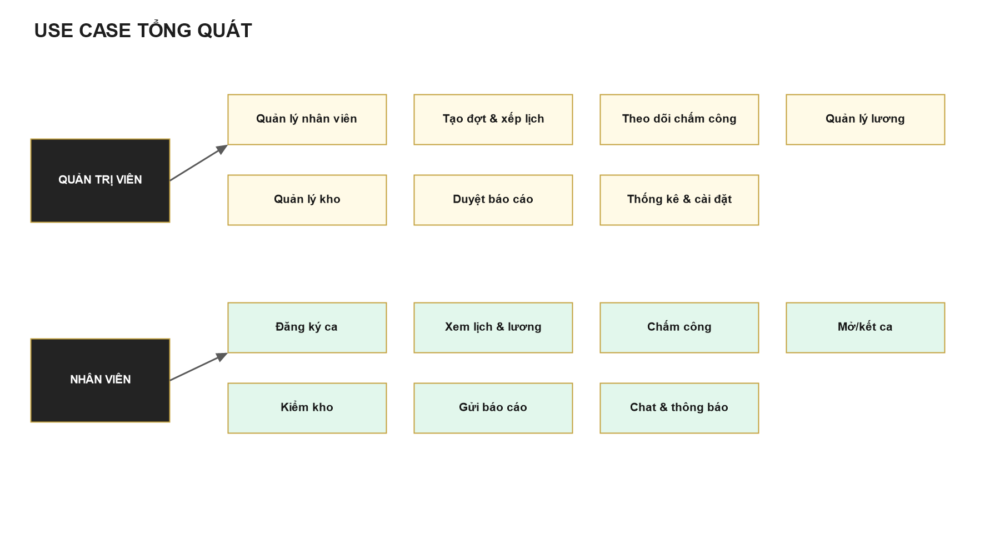 USE CASE TỔNG QUÁT
Quản lý nhân viên
Tạo đợt & xếp lịch
Theo dõi chấm công
Quản lý lương
QUẢN TRỊ VIÊN
Quản lý kho
Duyệt báo cáo
Thống kê & cài đặt
Đăng ký ca
Xem lịch & lương
Chấm công
Mở/kết ca
NHÂN VIÊN
Kiểm kho
Gửi báo cáo
Chat & thông báo